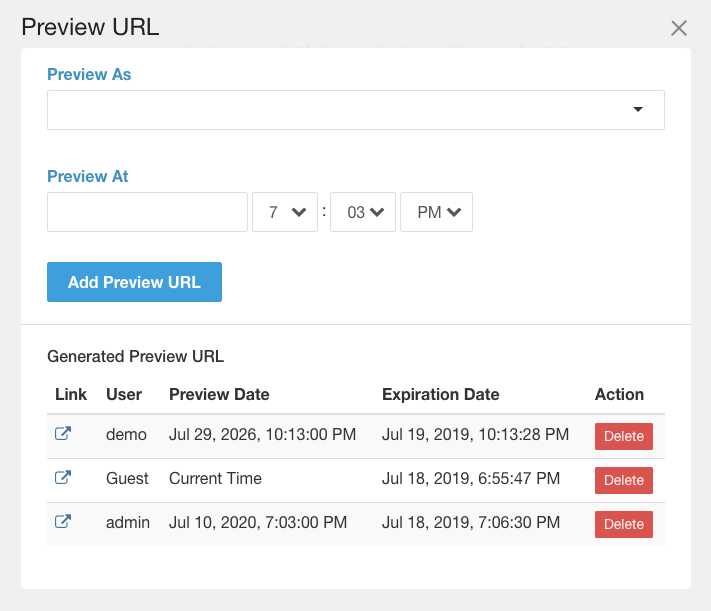 Preview URL
Preview As
Preview At
7 : 03 PM
Add Preview URL
Generated Preview URL
Link User Preview Date Expiration Date Action
demo Jul 29, 2026, 10:13:00 PM Jul 19, 2019, 10:13:28 PM Delete
Guest Current Time Jul 18, 2019, 6:55:47 PM Delete
admin Jul 10, 2020, 7:03:00 PM Jul 18, 2019, 7:06:30 PM Delete